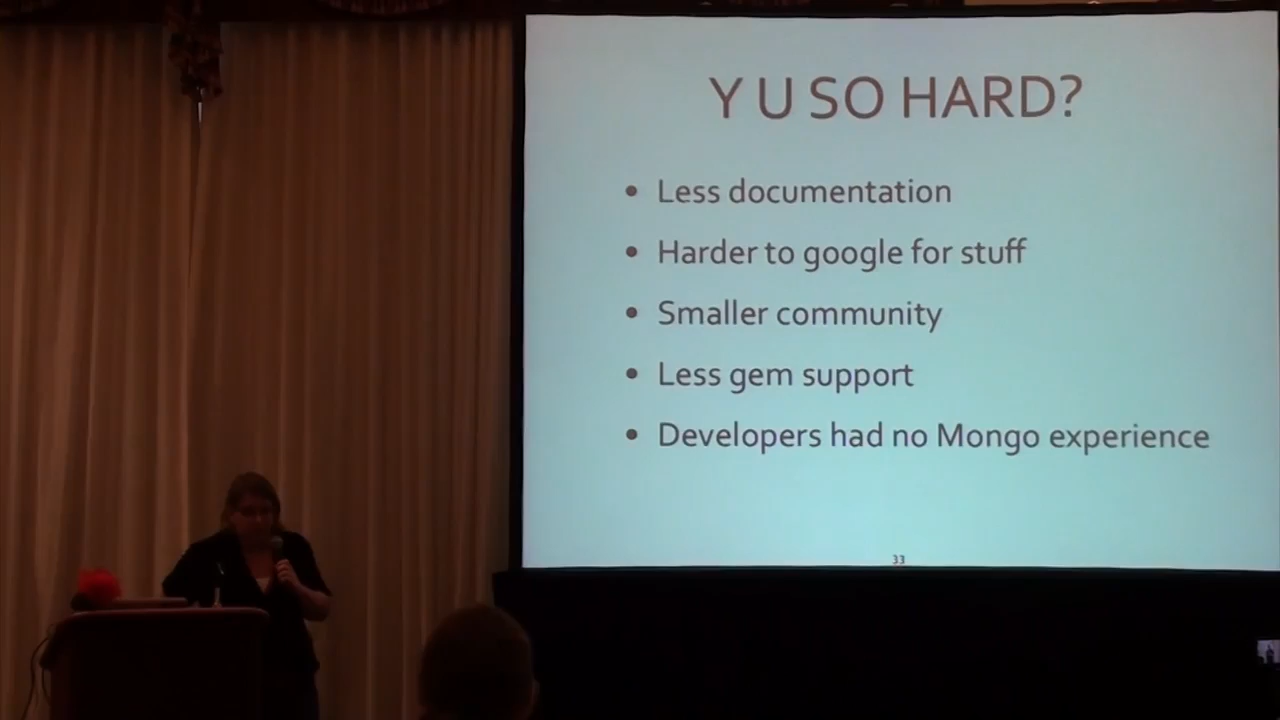 Y U SO HARD?
• Less documentation
• Harder to google for stuff
• Smaller community
• Less gem support
• Developers had no Mongo experience
33